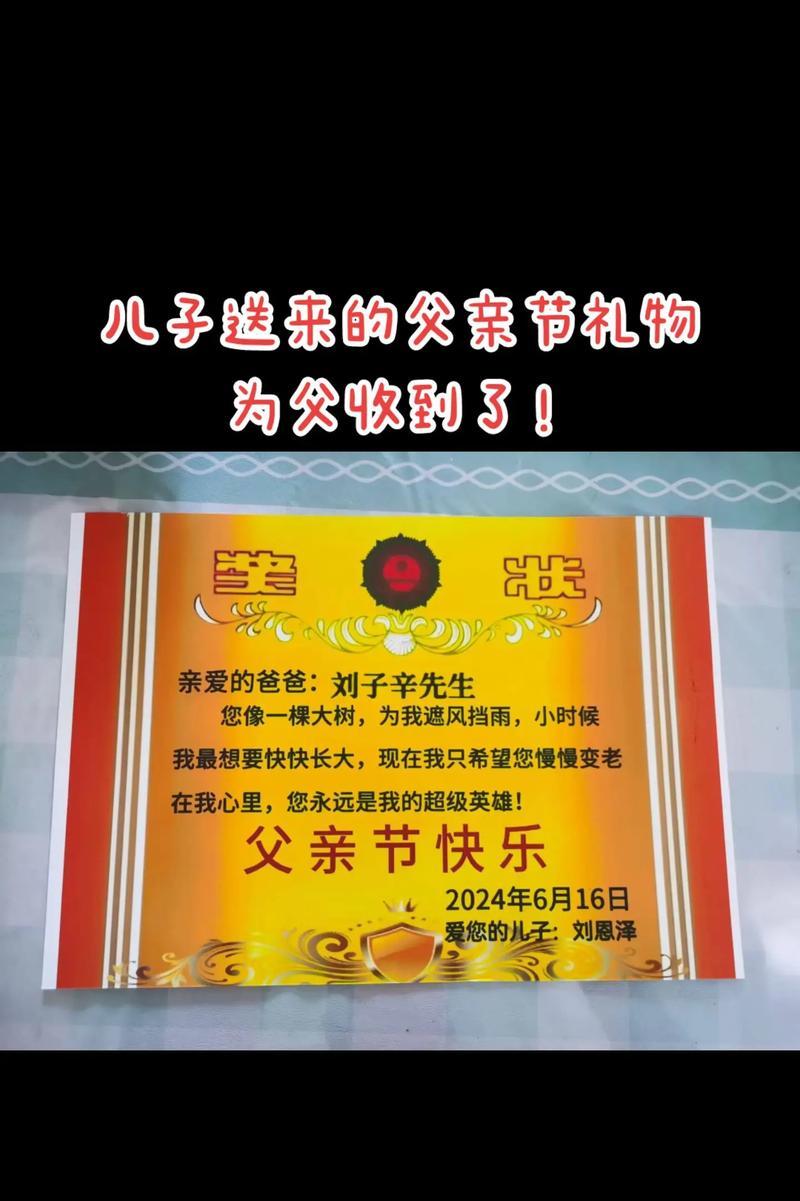 儿子送来的父亲节礼物
为父收到了！
奖 状
亲爱的爸爸：刘子辛先生
您像一棵大树，为我遮风挡雨，小时候
我最想要快快长大，现在我只希望您慢慢变老
在我心里，您永远是我的超级英雄！
父亲节快乐
2024年6月16日
爱您的儿子：刘恩泽